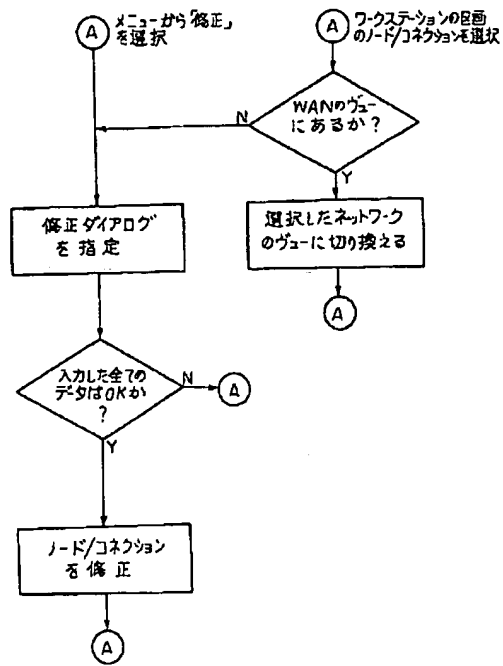 A
メニューから「修正」
を選択
A
ワークステーションの区画
のノード/コネクションを選択
WANのヴュー
にあるか?
N
Y
修正ダイアログ
を指定
選択したネットワーク
のヴューに切り換える
A
入力した全ての
データはOKか
?
N
A
Y
ノード/コネクション
を修正
A